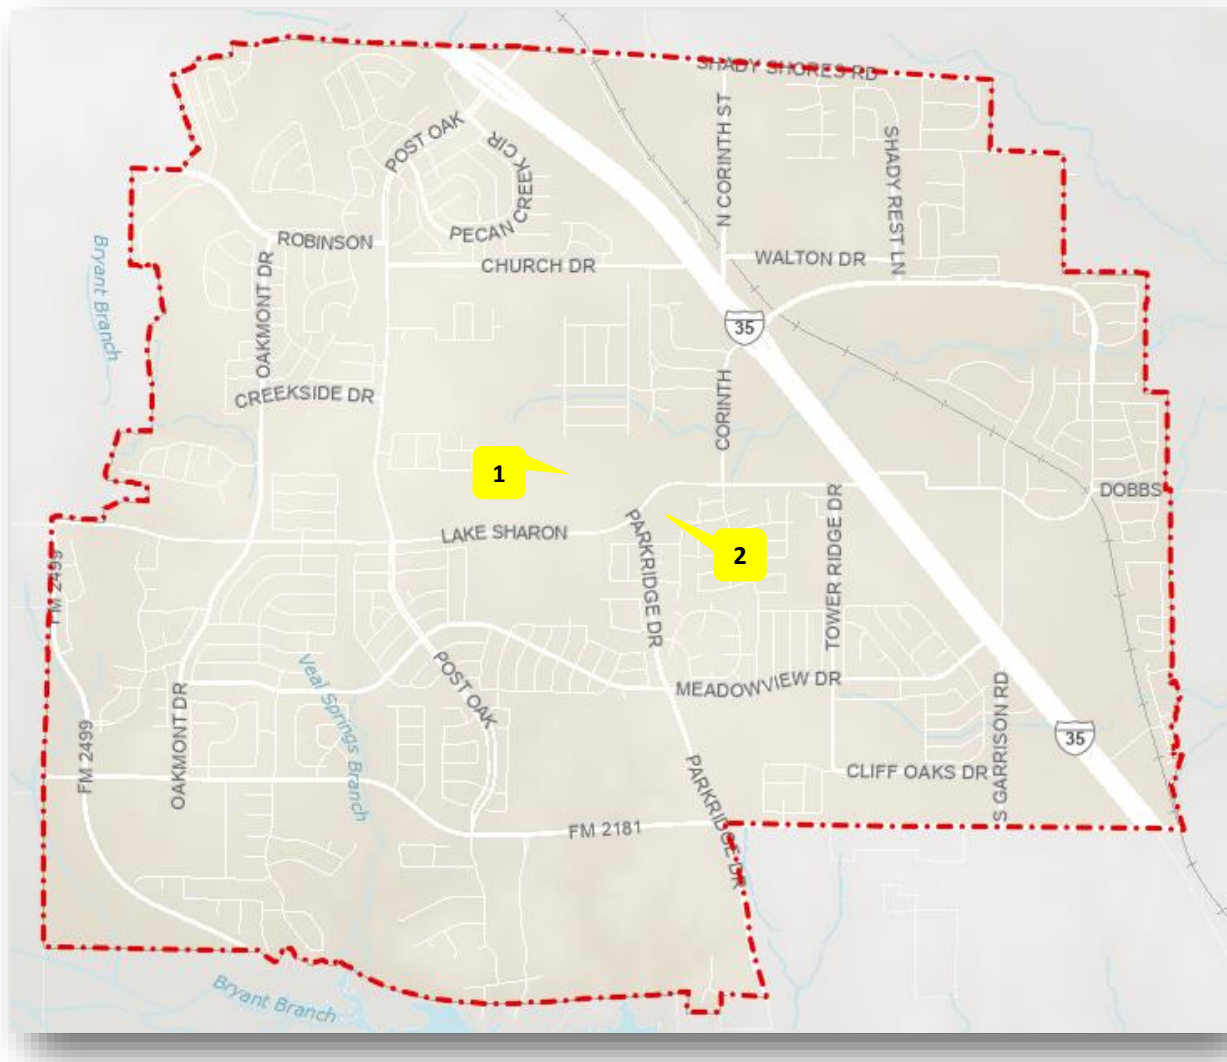 SHADY SHORES RD
POST OAK
PECAN CREEK CIR
N CORINTH ST
SHADY REST LN
ROBINSON
CHURCH DR
WALTON DR
Bryant Branch
OAKMONT DR
35
CREEKSIDE DR
CORINTH
1
DOBBS
LAKE SHARON
PARKRIDGE DR
2
TOWER RIDGE DR
FM 2499
POST OAK
Veal Springs Branch
MEADOWVIEW DR
OAKMONT DR
FM 2499
S GARRISON RD
35
PARKRIDGE DR
CLIFF OAKS DR
FM 2181
Bryant Branch